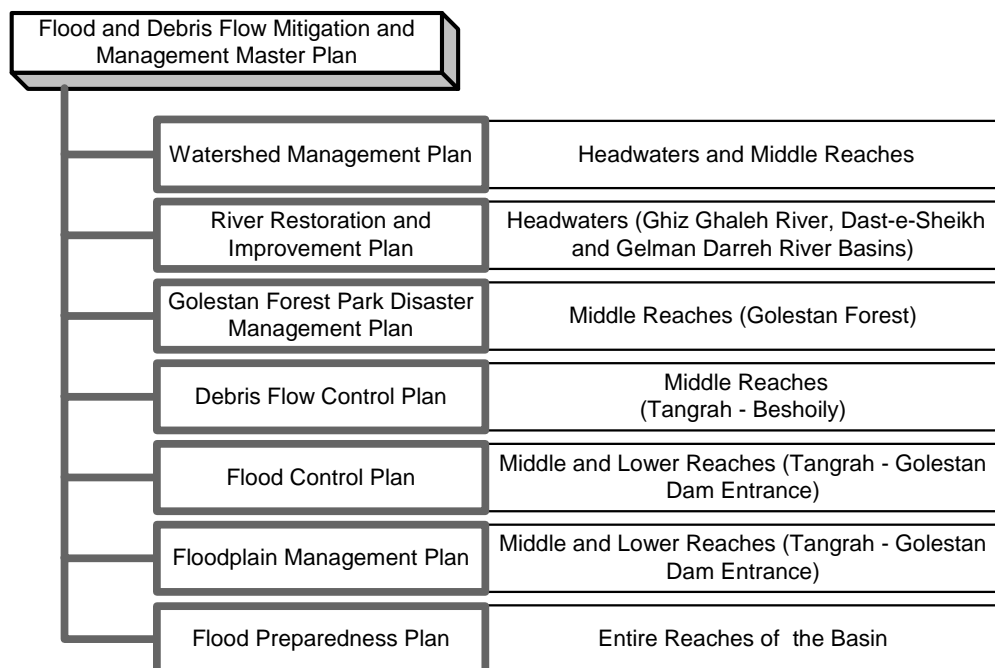 Flood and Debris Flow Mitigation and
Management Master Plan
Watershed Management Plan
Headwaters and Middle Reaches
River Restoration and
Improvement Plan
Headwaters (Ghiz Ghaleh River, Dast-e-Sheikh
and Gelman Darreh River Basins)
Golestan Forest Park Disaster
Management Plan
Middle Reaches (Golestan Forest)
Debris Flow Control Plan
Middle Reaches
(Tangrah - Beshoily)
Flood Control Plan
Middle and Lower Reaches (Tangrah - Golestan
Dam Entrance)
Floodplain Management Plan
Middle and Lower Reaches (Tangrah - Golestan
Dam Entrance)
Flood Preparedness Plan
Entire Reaches of the Basin